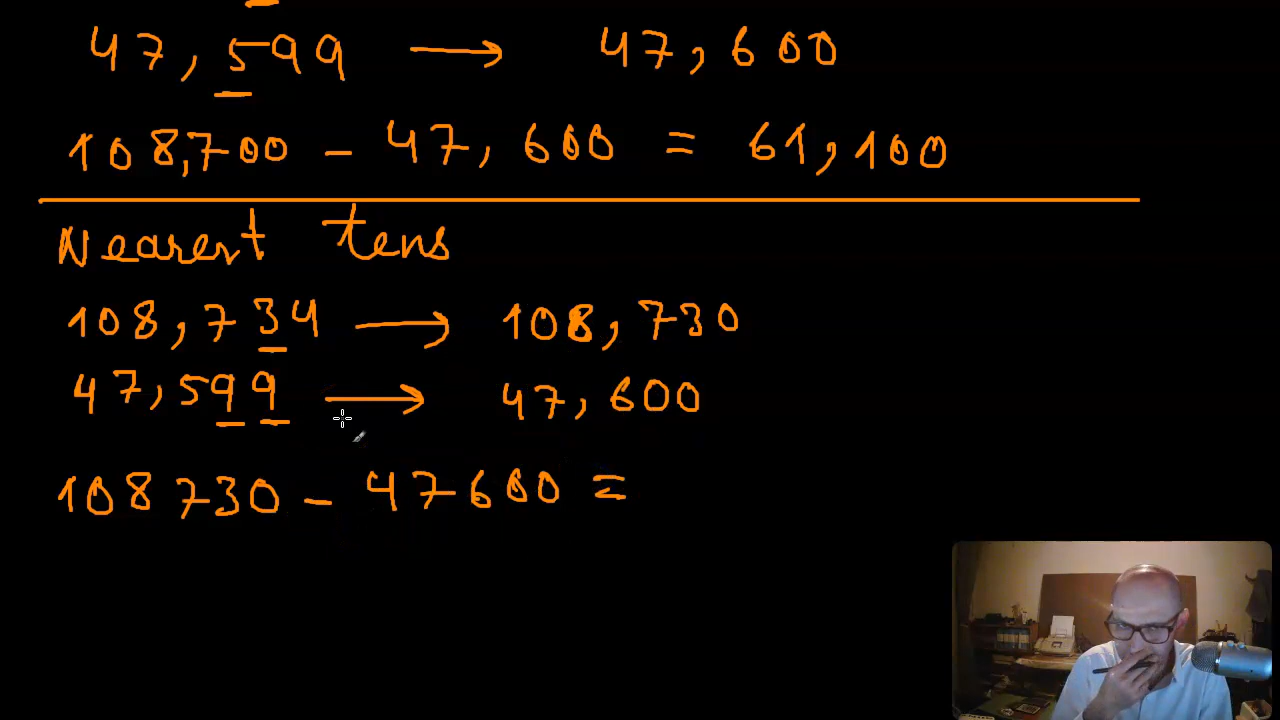 47,599 → 47,600
108,700 - 47,600 = 61,100
Nearest tens
108,734 → 108,730
47,599 → 47,600
108730 - 47600 =